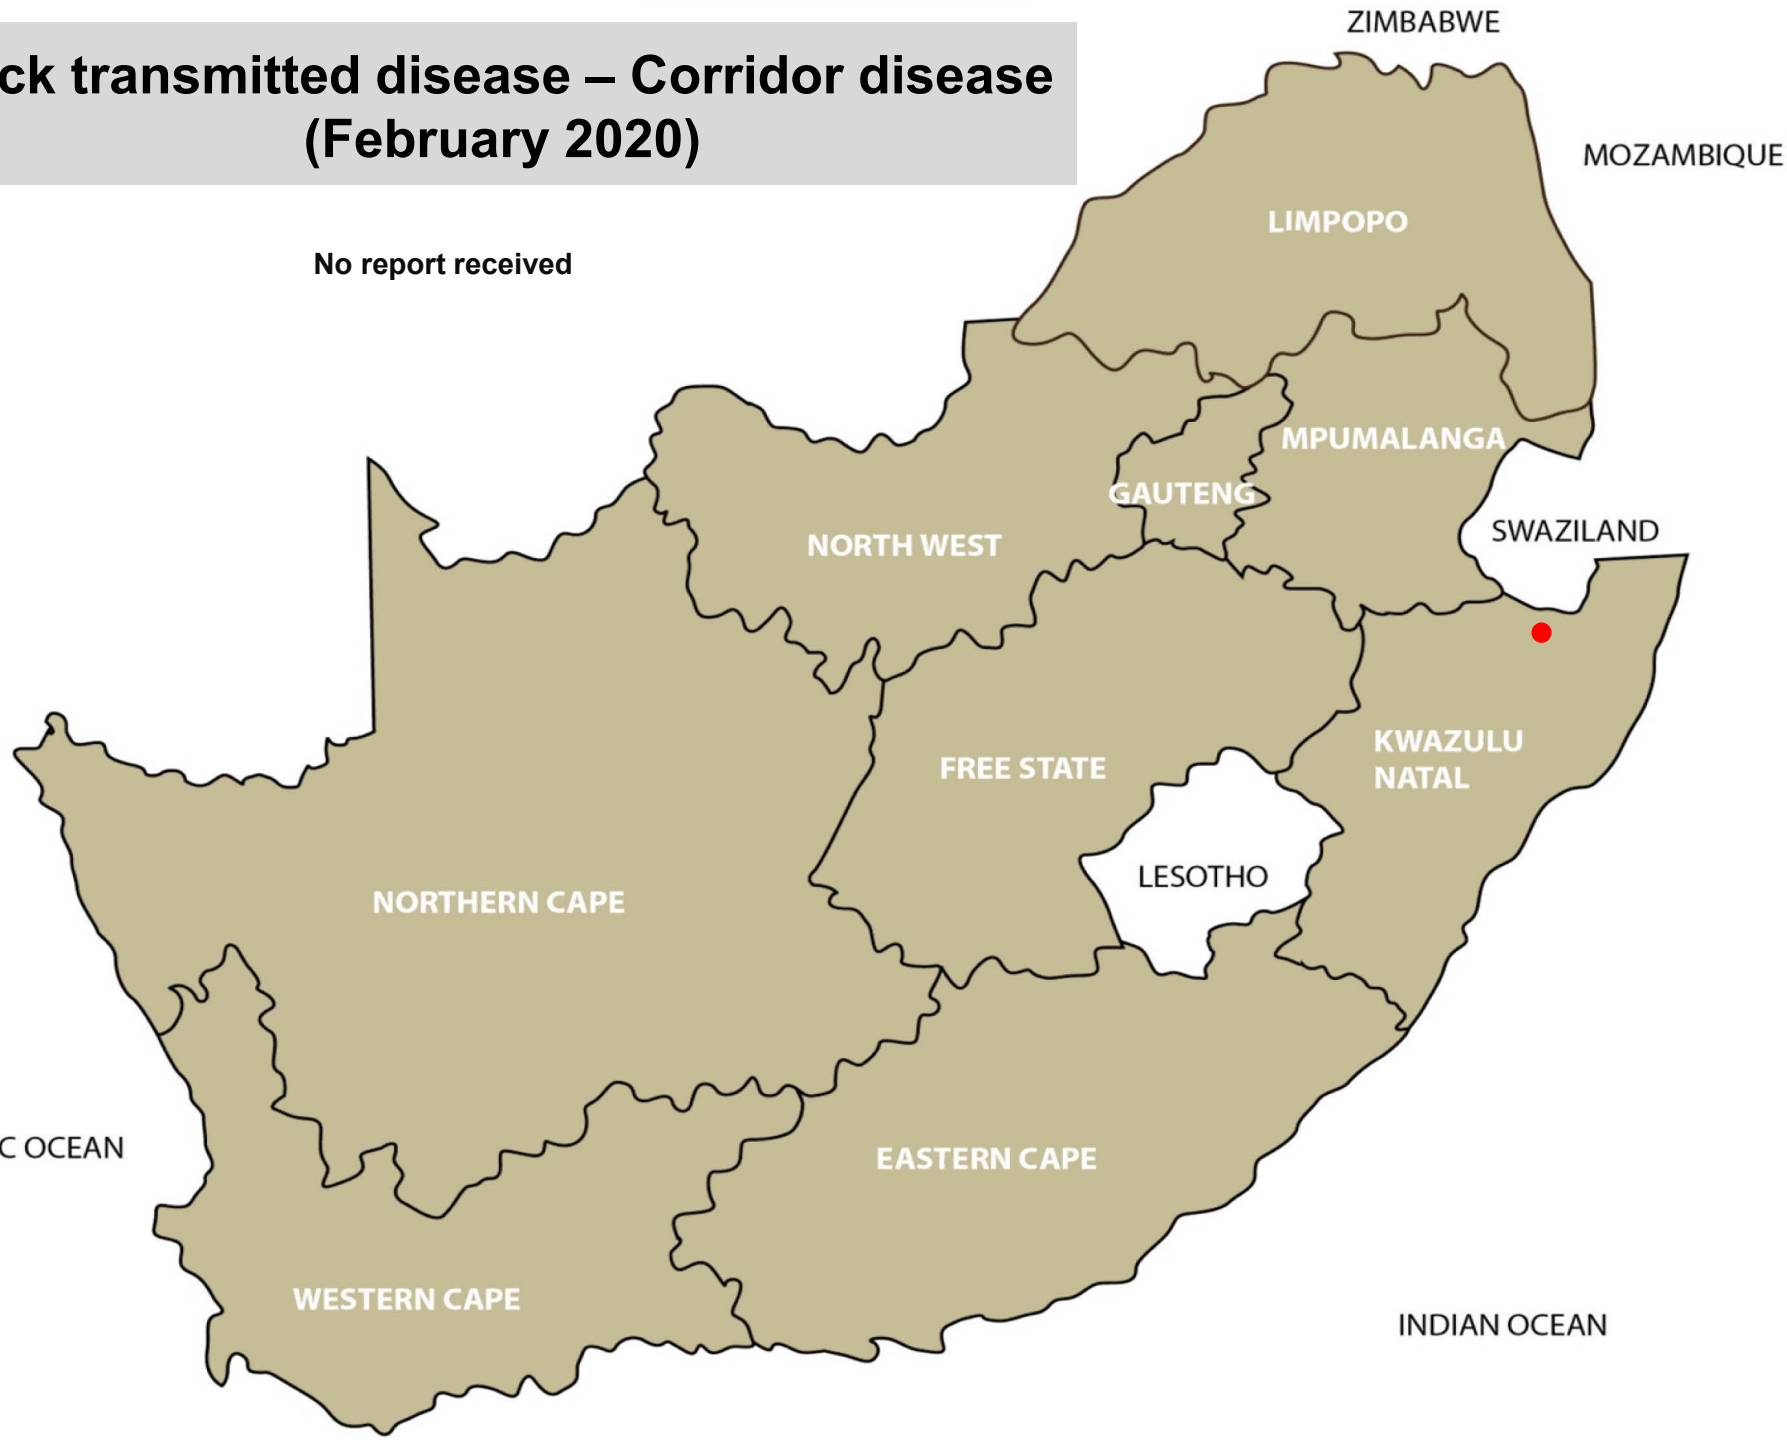 ck transmitted disease – Corridor disease
(February 2020)
ZIMBABWE
MOZAMBIQUE
LIMPOPO
No report received
MPUMALANGA
GAUTENG
SWAZILAND
NORTH WEST
KWAZULU
NATAL
FREE STATE
LESOTHO
NORTHERN CAPE
C OCEAN
EASTERN CAPE
WESTERN CAPE
INDIAN OCEAN